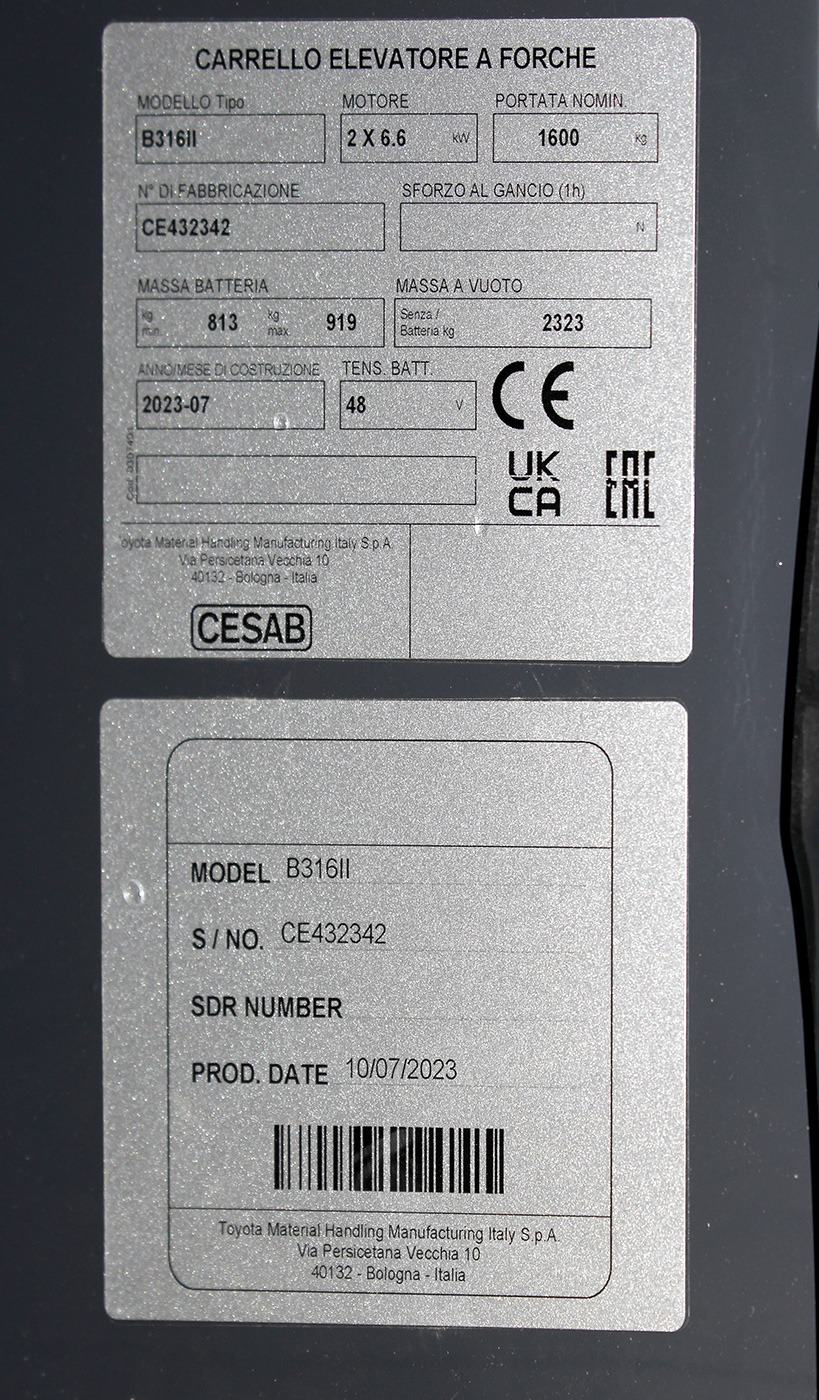 CARRELLO ELEVATORE A FORCHE
MODELLO Tipo MOTORE PORTATA NOMIN.
B316II 2 X 6.6 kW 1600 Kg
N° DI FABBRICAZIONE SFORZO AL GANCIO (1h)
CE432342 N
MASSA BATTERIA MASSA A VUOTO
kg min. 813 kg max. 919 Senza / Batteria kg 2323
ANNO/MESE DI COSTRUZIONE TENS. BATT.
2023-07 48 V
CE
UK
CA
EAC
Toyota Material Handling Manufacturing Italy S.p.A.
Via Persicetana Vecchia 10
40132 - Bologna - Italia
CESAB
MODEL B316II
S / NO. CE432342
SDR NUMBER
PROD. DATE 10/07/2023
Toyota Material Handling Manufacturing Italy S.p.A.
Via Persicetana Vecchia 10
40132 - Bologna - Italia